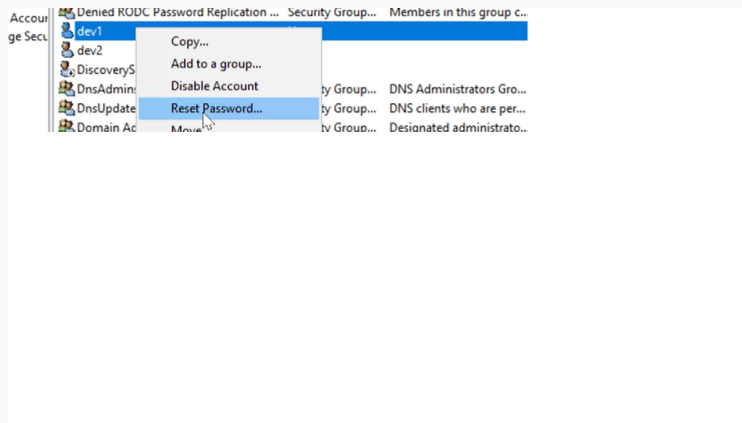 Denied RODC Password Replication ... Security Group... Members in this group c...
Accour
dev1
ge Secu
Copy...
dev2
Add to a group...
DiscoveryS
Disable Account
DnsAdmins ty Group... DNS Administrators Gro...
DnsUpdate Reset Password... ty Group... DNS clients who are per...
Domain Ac Move ty Group... Designated administrato...